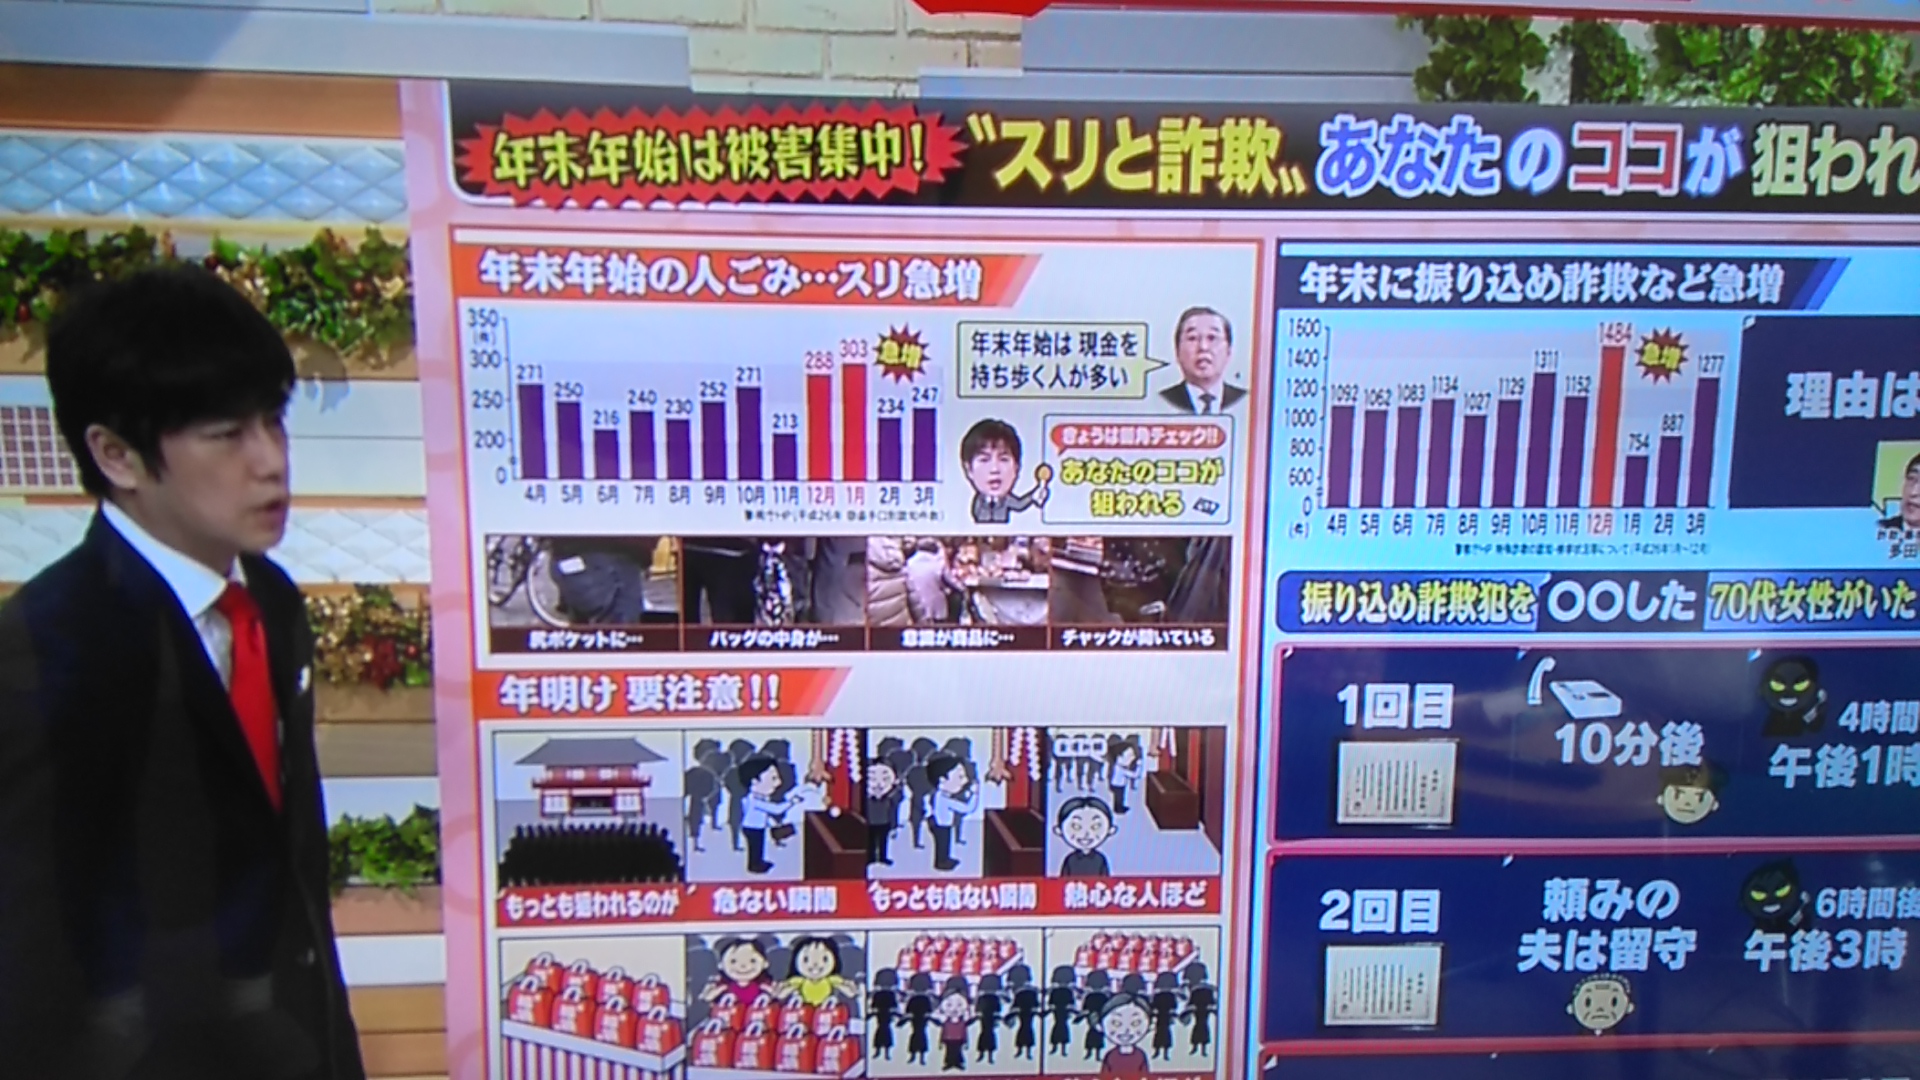 年末年始は被害集中!
〝スリと詐欺〟あなたのココが狙われ
年末年始の人ごみ…スリ急増
350
(件)
300
250
200
0
271
250
216
240
230
252
271
213
288
303
234
247
急増
4月 5月 6月 7月 8月 9月 10月 11月 12月 1月 2月 3月
年末年始は 現金を
持ち歩く人が多い
きょうは四角チェック!!
あなたのココが
狙われる
尻ポケットに…
バッグの中身が…
意識が商品に…
チャックが開いている
年明け 要注意!!
もっとも狙われるのが
危ない瞬間
もっとも危ない瞬間
熱心な人ほど
年末に振り込め詐欺など急増
1600
1400
1200
1000
800
600
0
(件)
1092
1062
1083
1134
1027
1129
1311
1152
1484
754
887
1277
急増
4月 5月 6月 7月 8月 9月 10月 11月 12月 1月 2月 3月
理由は
多田
振り込め詐欺犯を 〇〇した 70代女性がいた
1回目
10分後
4時間
午後1時
2回目
頼みの
夫は留守
6時間後
午後3時